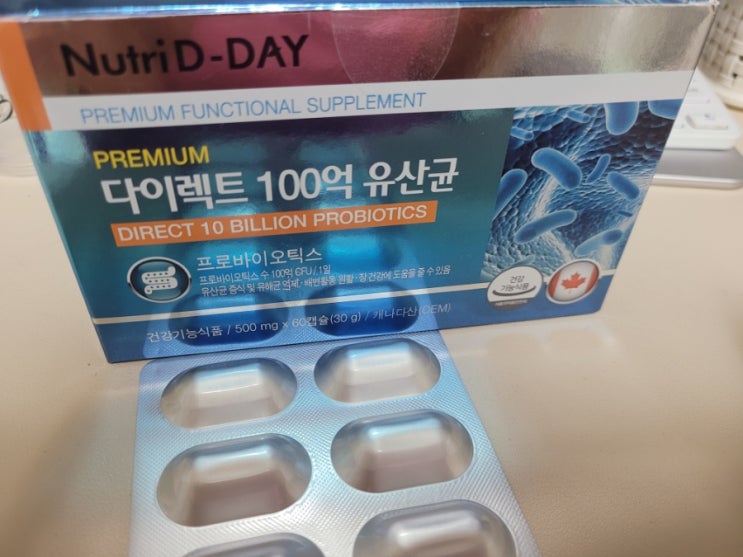 Nutri D-DAY
PREMIUM FUNCTIONAL SUPPLEMENT
PREMIUM
다이렉트 100억 유산균
DIRECT 10 BILLION PROBIOTICS
프로바이오틱스
프로바이오틱스 수 100억 CFU / 1일
유산균 증식 및 유해균 억제 · 배변활동 원활 · 장 건강에 도움을 줄 수 있음
건강
기능식품
건강기능식품 / 500 mg x 60캡슐(30 g) / 캐나다산(OEM)